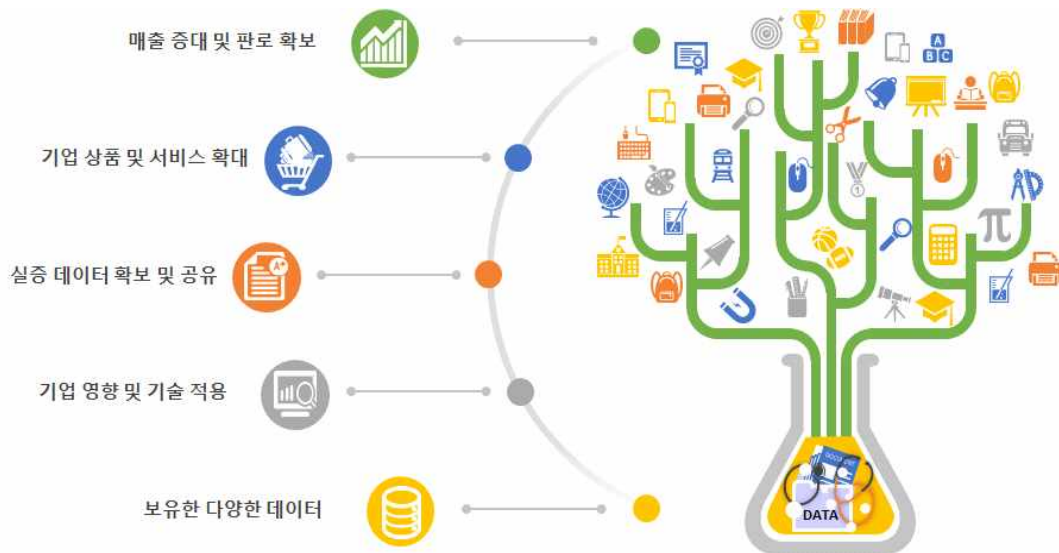 매출 증대 및 판로 확보
기업 상품 및 서비스 확대
실증 데이터 확보 및 공유
A+
기업 영향 및 기술 적용
보유한 다양한 데이터
A
B C
1
π
DATA